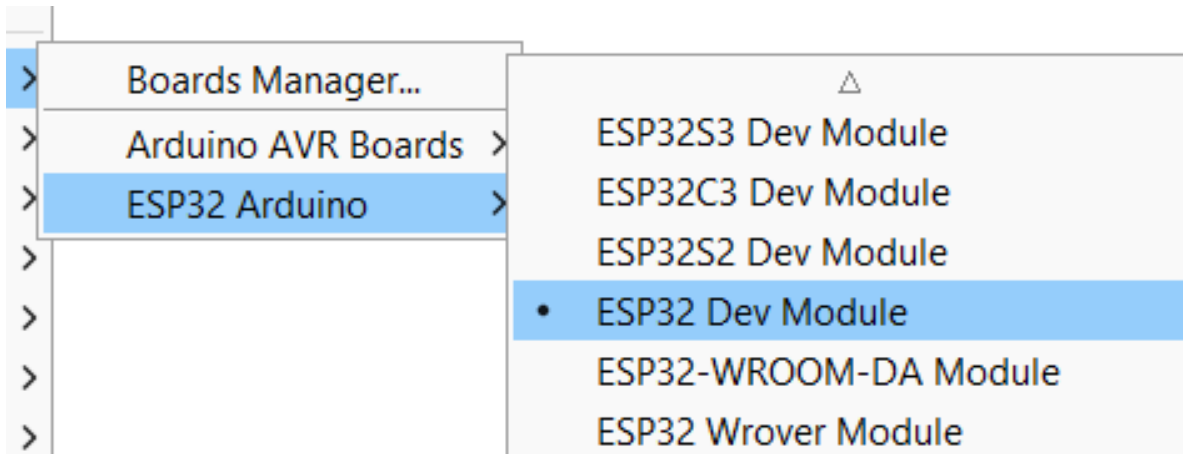 Boards Manager...
Arduino AVR Boards
ESP32 Arduino
ESP32S3 Dev Module
ESP32C3 Dev Module
ESP32S2 Dev Module
ESP32 Dev Module
ESP32-WROOM-DA Module
ESP32 Wrover Module